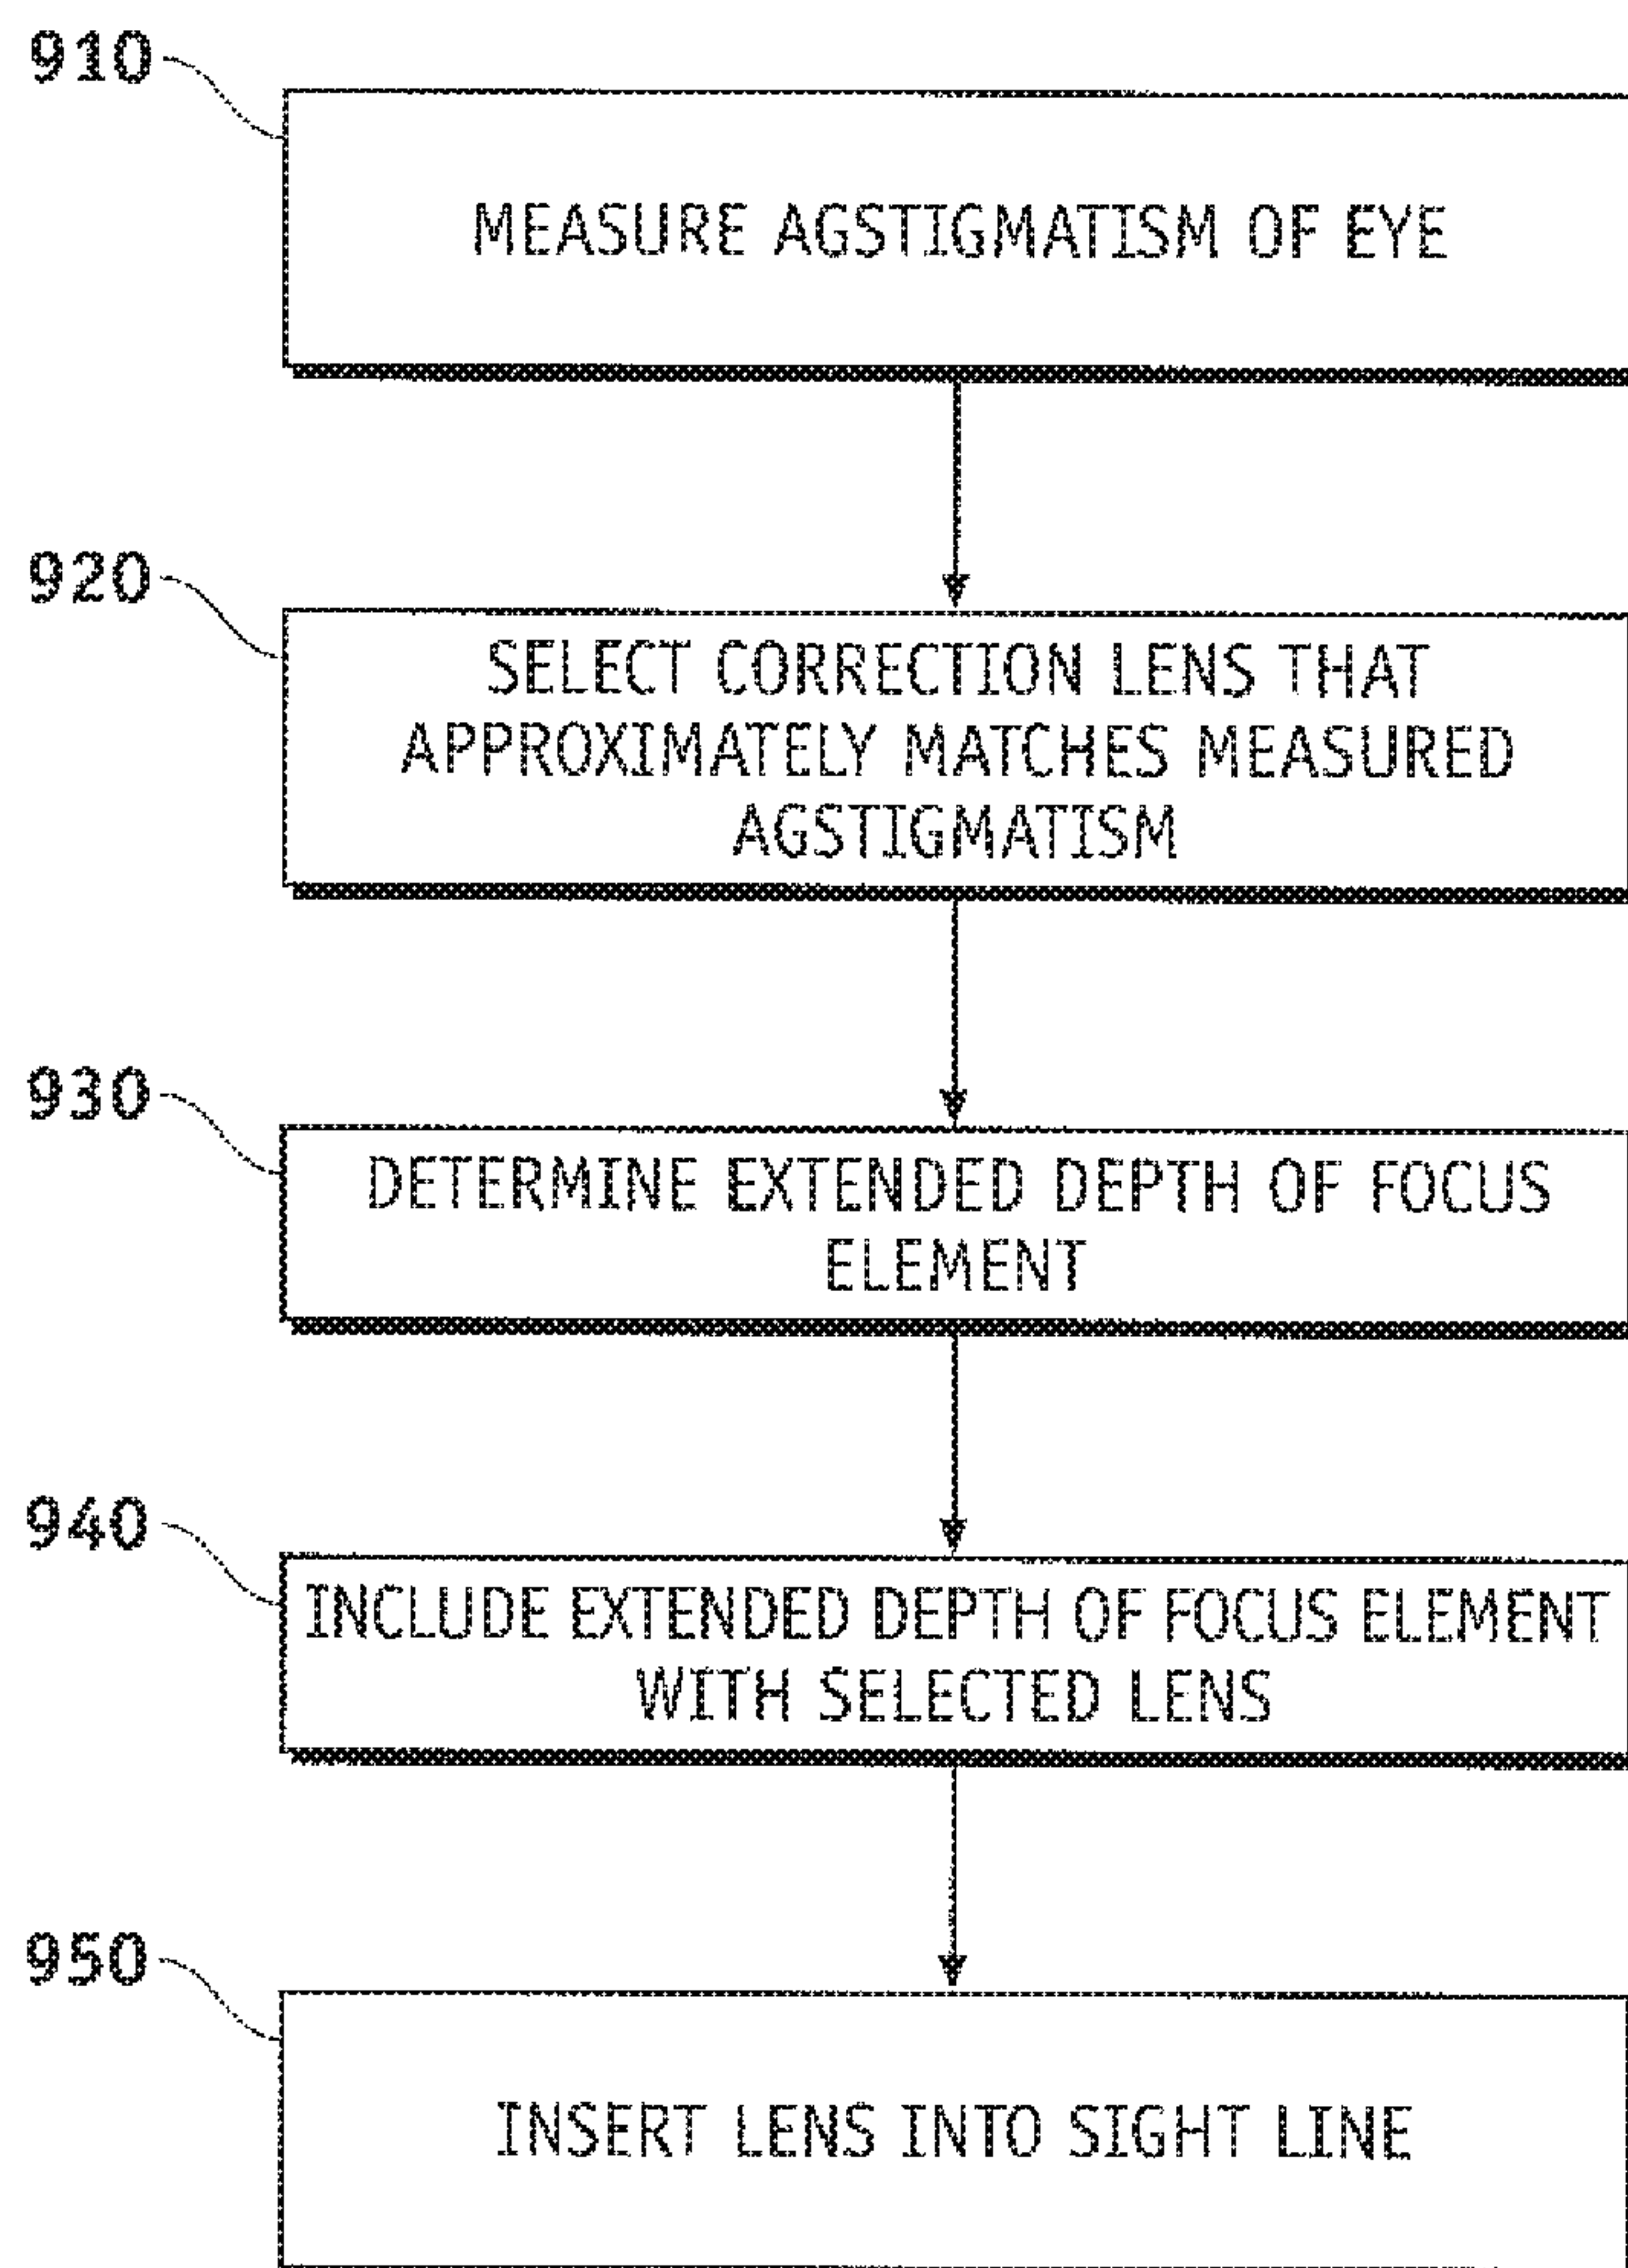 910
MEASURE AGSTIGMATISM OF EYE
920
SELECT CORRECTION LENS THAT
APPROXIMATELY MATCHES MEASURED
AGSTIGMATISM
930
DETERMINE EXTENDED DEPTH OF FOCUS
ELEMENT
940
INCLUDE EXTENDED DEPTH OF FOCUS ELEMENT
WITH SELECTED LENS
950
INSERT LENS INTO SIGHT LINE